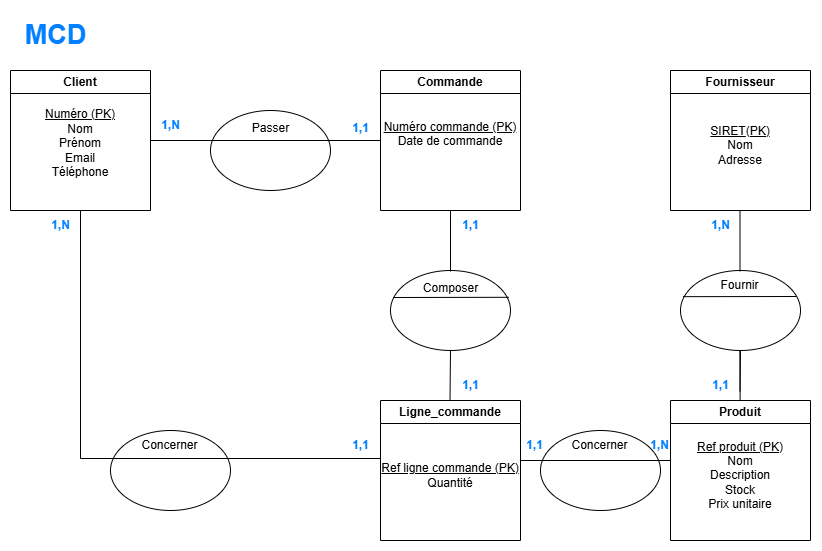 MCD
Client
Numéro (PK)
Nom
Prénom
Email
Téléphone
1,N
Passer
1,1
Commande
Numéro commande (PK)
Date de commande
Fournisseur
SIRET(PK)
Nom
Adresse
1,N
1,1
1,N
Composer
Fournir
1,1
1,1
Concerner
1,1
Ligne_commande
Ref ligne commande (PK)
Quantité
1,1
Concerner
1,N
Produit
Ref produit (PK)
Nom
Description
Stock
Prix unitaire